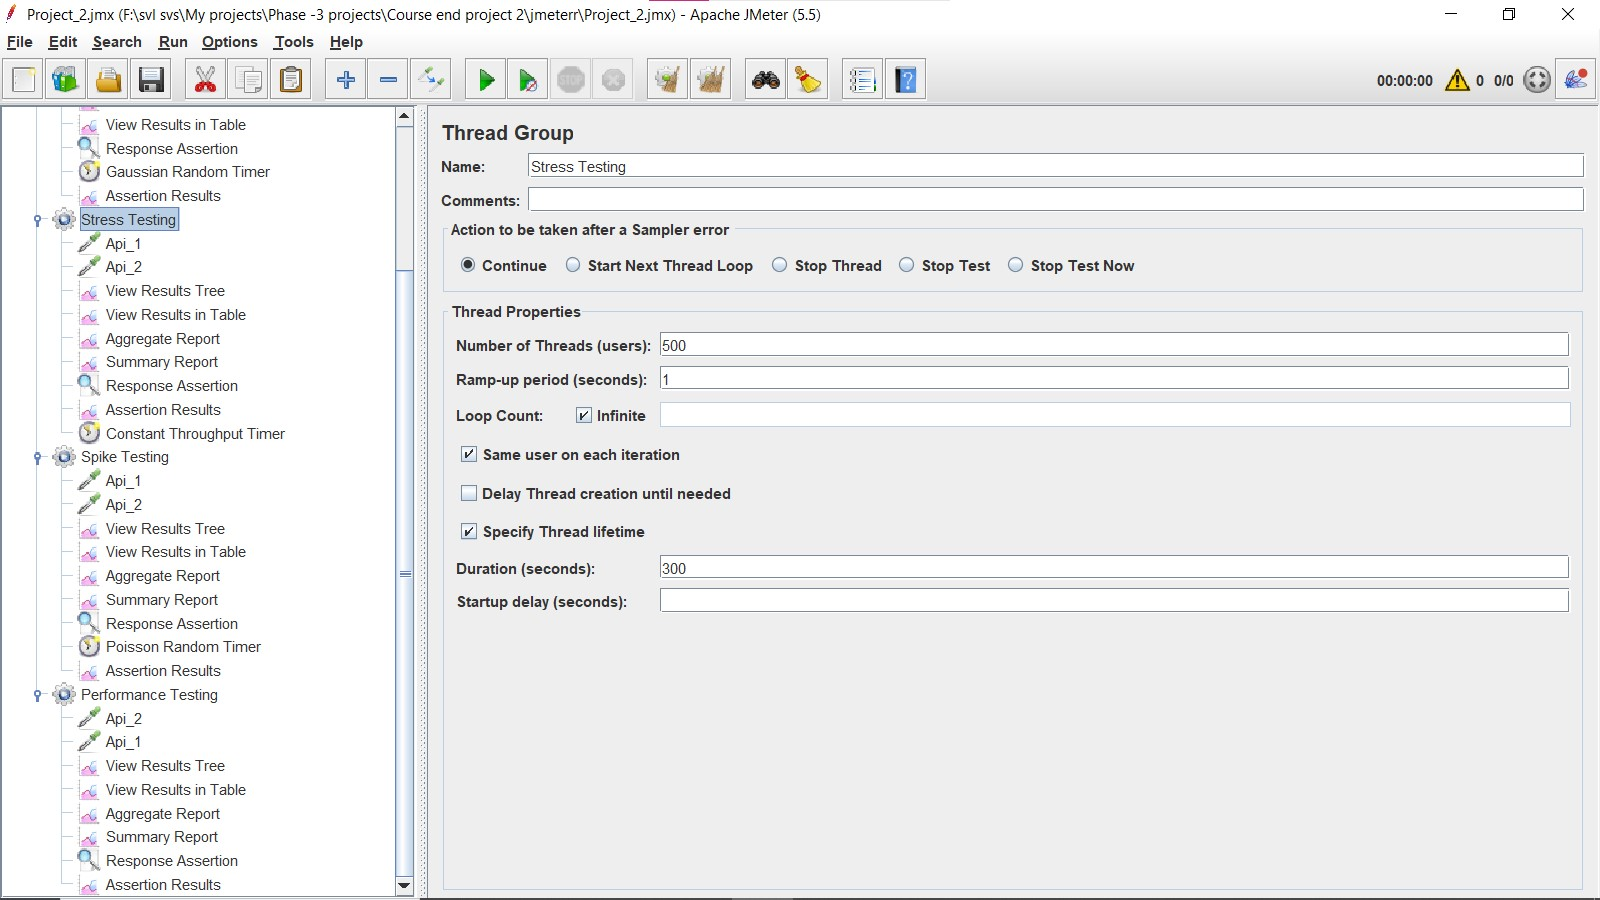 Project_2.jmx (F:\svl svs\My projects\Phase -3 projects\Course end project 2\jmeterr\Project_2.jmx) - Apache JMeter (5.5)
File Edit Search Run Options Tools Help
STOP
00:00:00 0 0/0
View Results in Table
Response Assertion
Gaussian Random Timer
Assertion Results
Stress Testing
Api_1
Api_2
View Results Tree
View Results in Table
Aggregate Report
Summary Report
Response Assertion
Assertion Results
Constant Throughput Timer
Spike Testing
Api_1
Api_2
View Results Tree
View Results in Table
Aggregate Report
Summary Report
Response Assertion
Poisson Random Timer
Assertion Results
Performance Testing
Api_2
Api_1
View Results Tree
View Results in Table
Aggregate Report
Summary Report
Response Assertion
Assertion Results
Thread Group
Name: Stress Testing
Comments:
Action to be taken after a Sampler error
Continue Start Next Thread Loop Stop Thread Stop Test Stop Test Now
Thread Properties
Number of Threads (users): 500
Ramp-up period (seconds): 1
Loop Count: Infinite
Same user on each iteration
Delay Thread creation until needed
Specify Thread lifetime
Duration (seconds): 300
Startup delay (seconds):